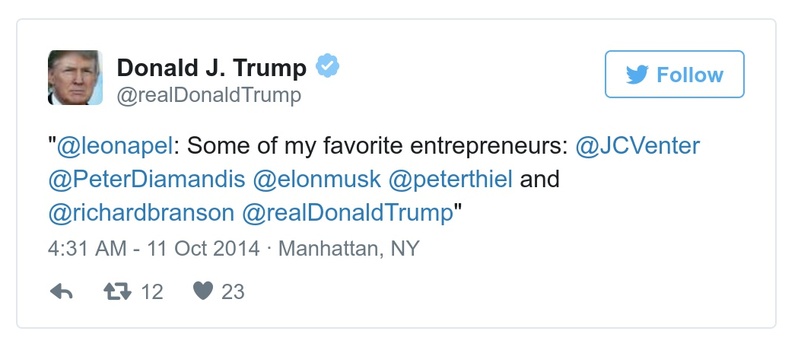 Donald J. Trump
@realDonaldTrump
Follow
"@leonapel: Some of my favorite entrepreneurs: @JCVenter
@PeterDiamandis @elonmusk @peterthiel and
@richardbranson @realDonaldTrump"
4:31 AM - 11 Oct 2014 · Manhattan, NY
12 23